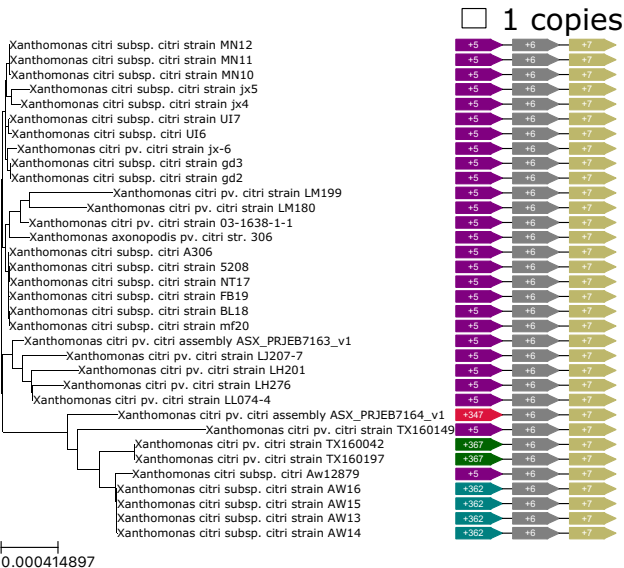 1 copies
Xanthomonas citri subsp. citri strain MN12 +5 +6 +7
Xanthomonas citri subsp. citri strain MN11 +5 +6 +7
Xanthomonas citri subsp. citri strain MN10 +5 +6 +7
Xanthomonas citri subsp. citri strain jx5 +5 +6 +7
Xanthomonas citri subsp. citri strain jx4 +5 +6 +7
Xanthomonas citri subsp. citri strain UI7 +5 +6 +7
Xanthomonas citri subsp. citri UI6 +5 +6 +7
Xanthomonas citri pv. citri strain jx-6 +5 +6 +7
Xanthomonas citri subsp. citri strain gd3 +5 +6 +7
Xanthomonas citri subsp. citri strain gd2 +5 +6 +7
Xanthomonas citri pv. citri strain LM199 +5 +6 +7
Xanthomonas citri pv. citri strain LM180 +5 +6 +7
Xanthomonas citri pv. citri strain 03-1638-1-1 +5 +6 +7
Xanthomonas axonopodis pv. citri str. 306 +5 +6 +7
Xanthomonas citri subsp. citri A306 +5 +6 +7
Xanthomonas citri subsp. citri strain 5208 +5 +6 +7
Xanthomonas citri subsp. citri strain NT17 +5 +6 +7
Xanthomonas citri subsp. citri strain FB19 +5 +6 +7
Xanthomonas citri subsp. citri strain BL18 +5 +6 +7
Xanthomonas citri subsp. citri strain mf20 +5 +6 +7
Xanthomonas citri pv. citri assembly ASX_PRJEB7163_v1 +5 +6 +7
Xanthomonas citri pv. citri strain LJ207-7 +5 +6 +7
Xanthomonas citri pv. citri strain LH201 +5 +6 +7
Xanthomonas citri pv. citri strain LH276 +5 +6 +7
Xanthomonas citri pv. citri strain LL074-4 +5 +6 +7
Xanthomonas citri pv. citri assembly ASX_PRJEB7164_v1 +347 +6 +7
Xanthomonas citri pv. citri strain TX160149 +5 +6 +7
Xanthomonas citri pv. citri strain TX160042 +367 +6 +7
Xanthomonas citri pv. citri strain TX160197 +367 +6 +7
Xanthomonas citri subsp. citri Aw12879 +5 +6 +7
Xanthomonas citri subsp. citri strain AW16 +362 +6 +7
Xanthomonas citri subsp. citri strain AW15 +362 +6 +7
Xanthomonas citri subsp. citri strain AW13 +362 +6 +7
Xanthomonas citri subsp. citri strain AW14 +362 +6 +7
0.000414897